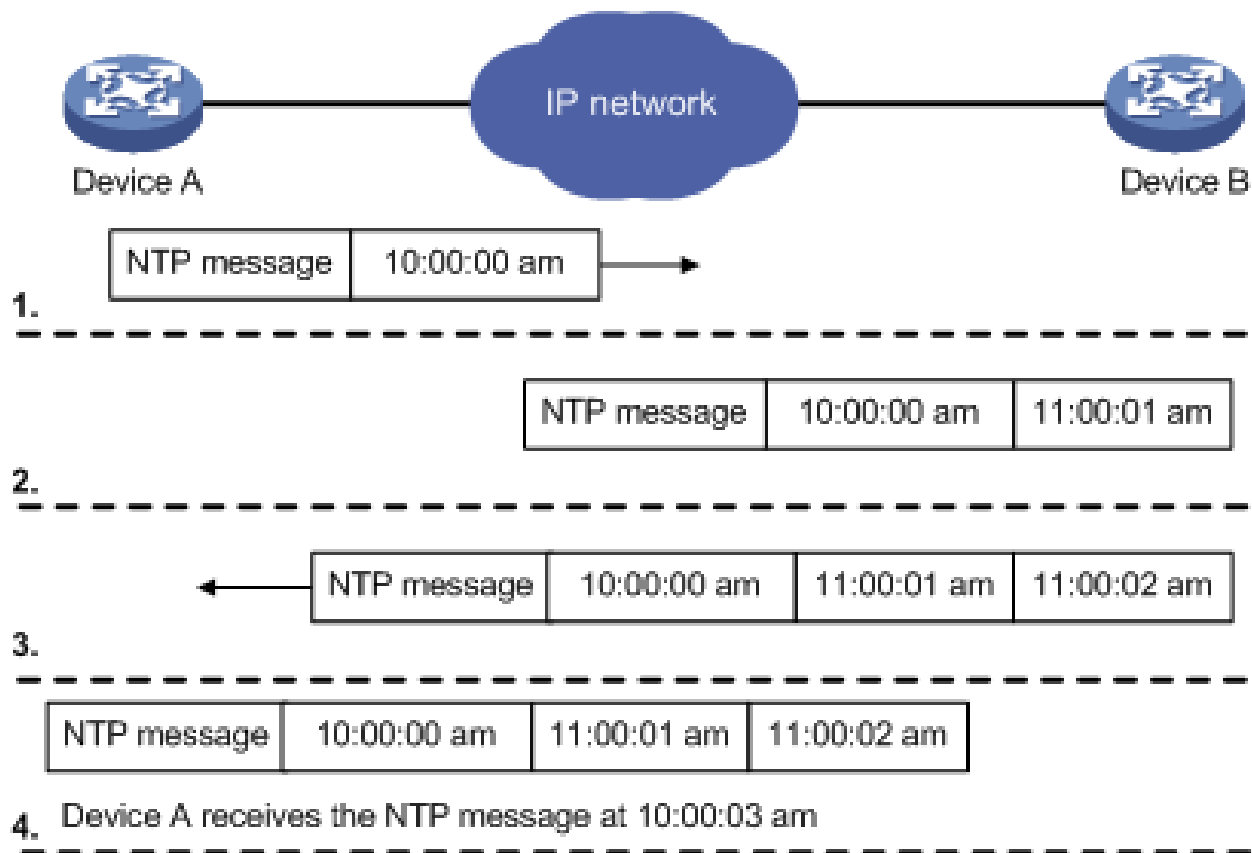 IP network
Device A
Device B
NTP message 10:00:00 am
1.
NTP message 10:00:00 am 11:00:01 am
2.
NTP message 10:00:00 am 11:00:01 am 11:00:02 am
3.
NTP message 10:00:00 am 11:00:01 am 11:00:02 am
4. Device A receives the NTP message at 10:00:03 am